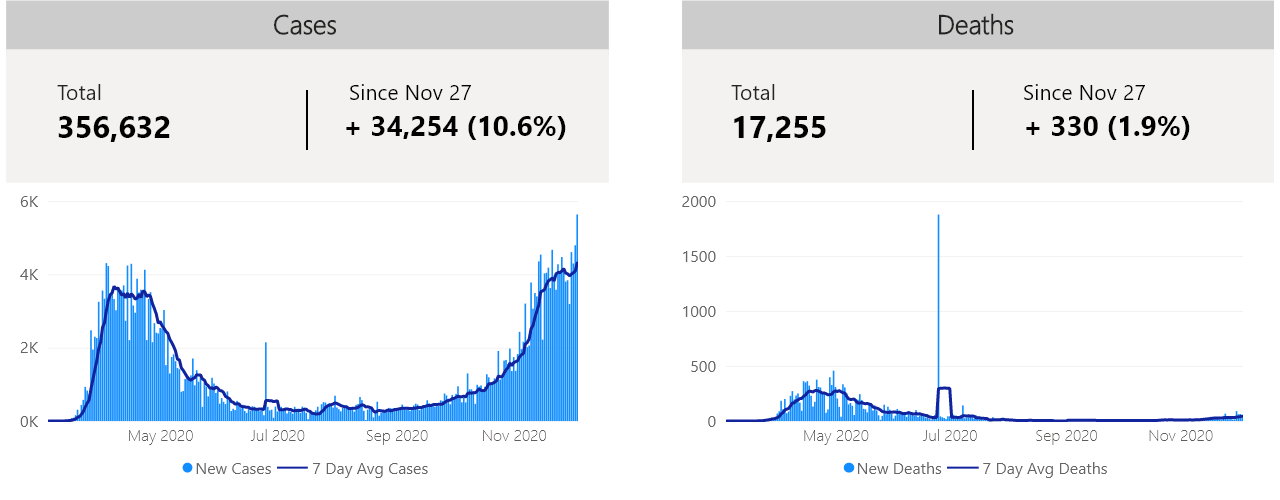 Cases
Total
Since Nov 27
356,632
+ 34,254 (10.6%)
6K
4K
2K
0K
May 2020
Jul 2020
Sep 2020
Nov 2020
New Cases
7 Day Avg Cases
Deaths
Total
Since Nov 27
17,255
+ 330 (1.9%)
2000
1500
1000
500
0
May 2020
Jul 2020
Sep 2020
Nov 2020
New Deaths
7 Day Avg Deaths